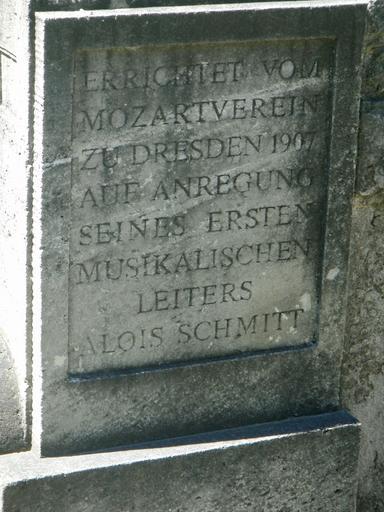 ERRICHTET VOM
MOZARTVEREIN
ZU DRESDEN 1907
AUF ANREGUNG
SEINES ERSTEN
MUSIKALISCHEN
LEITERS
ALOIS SCHMITT